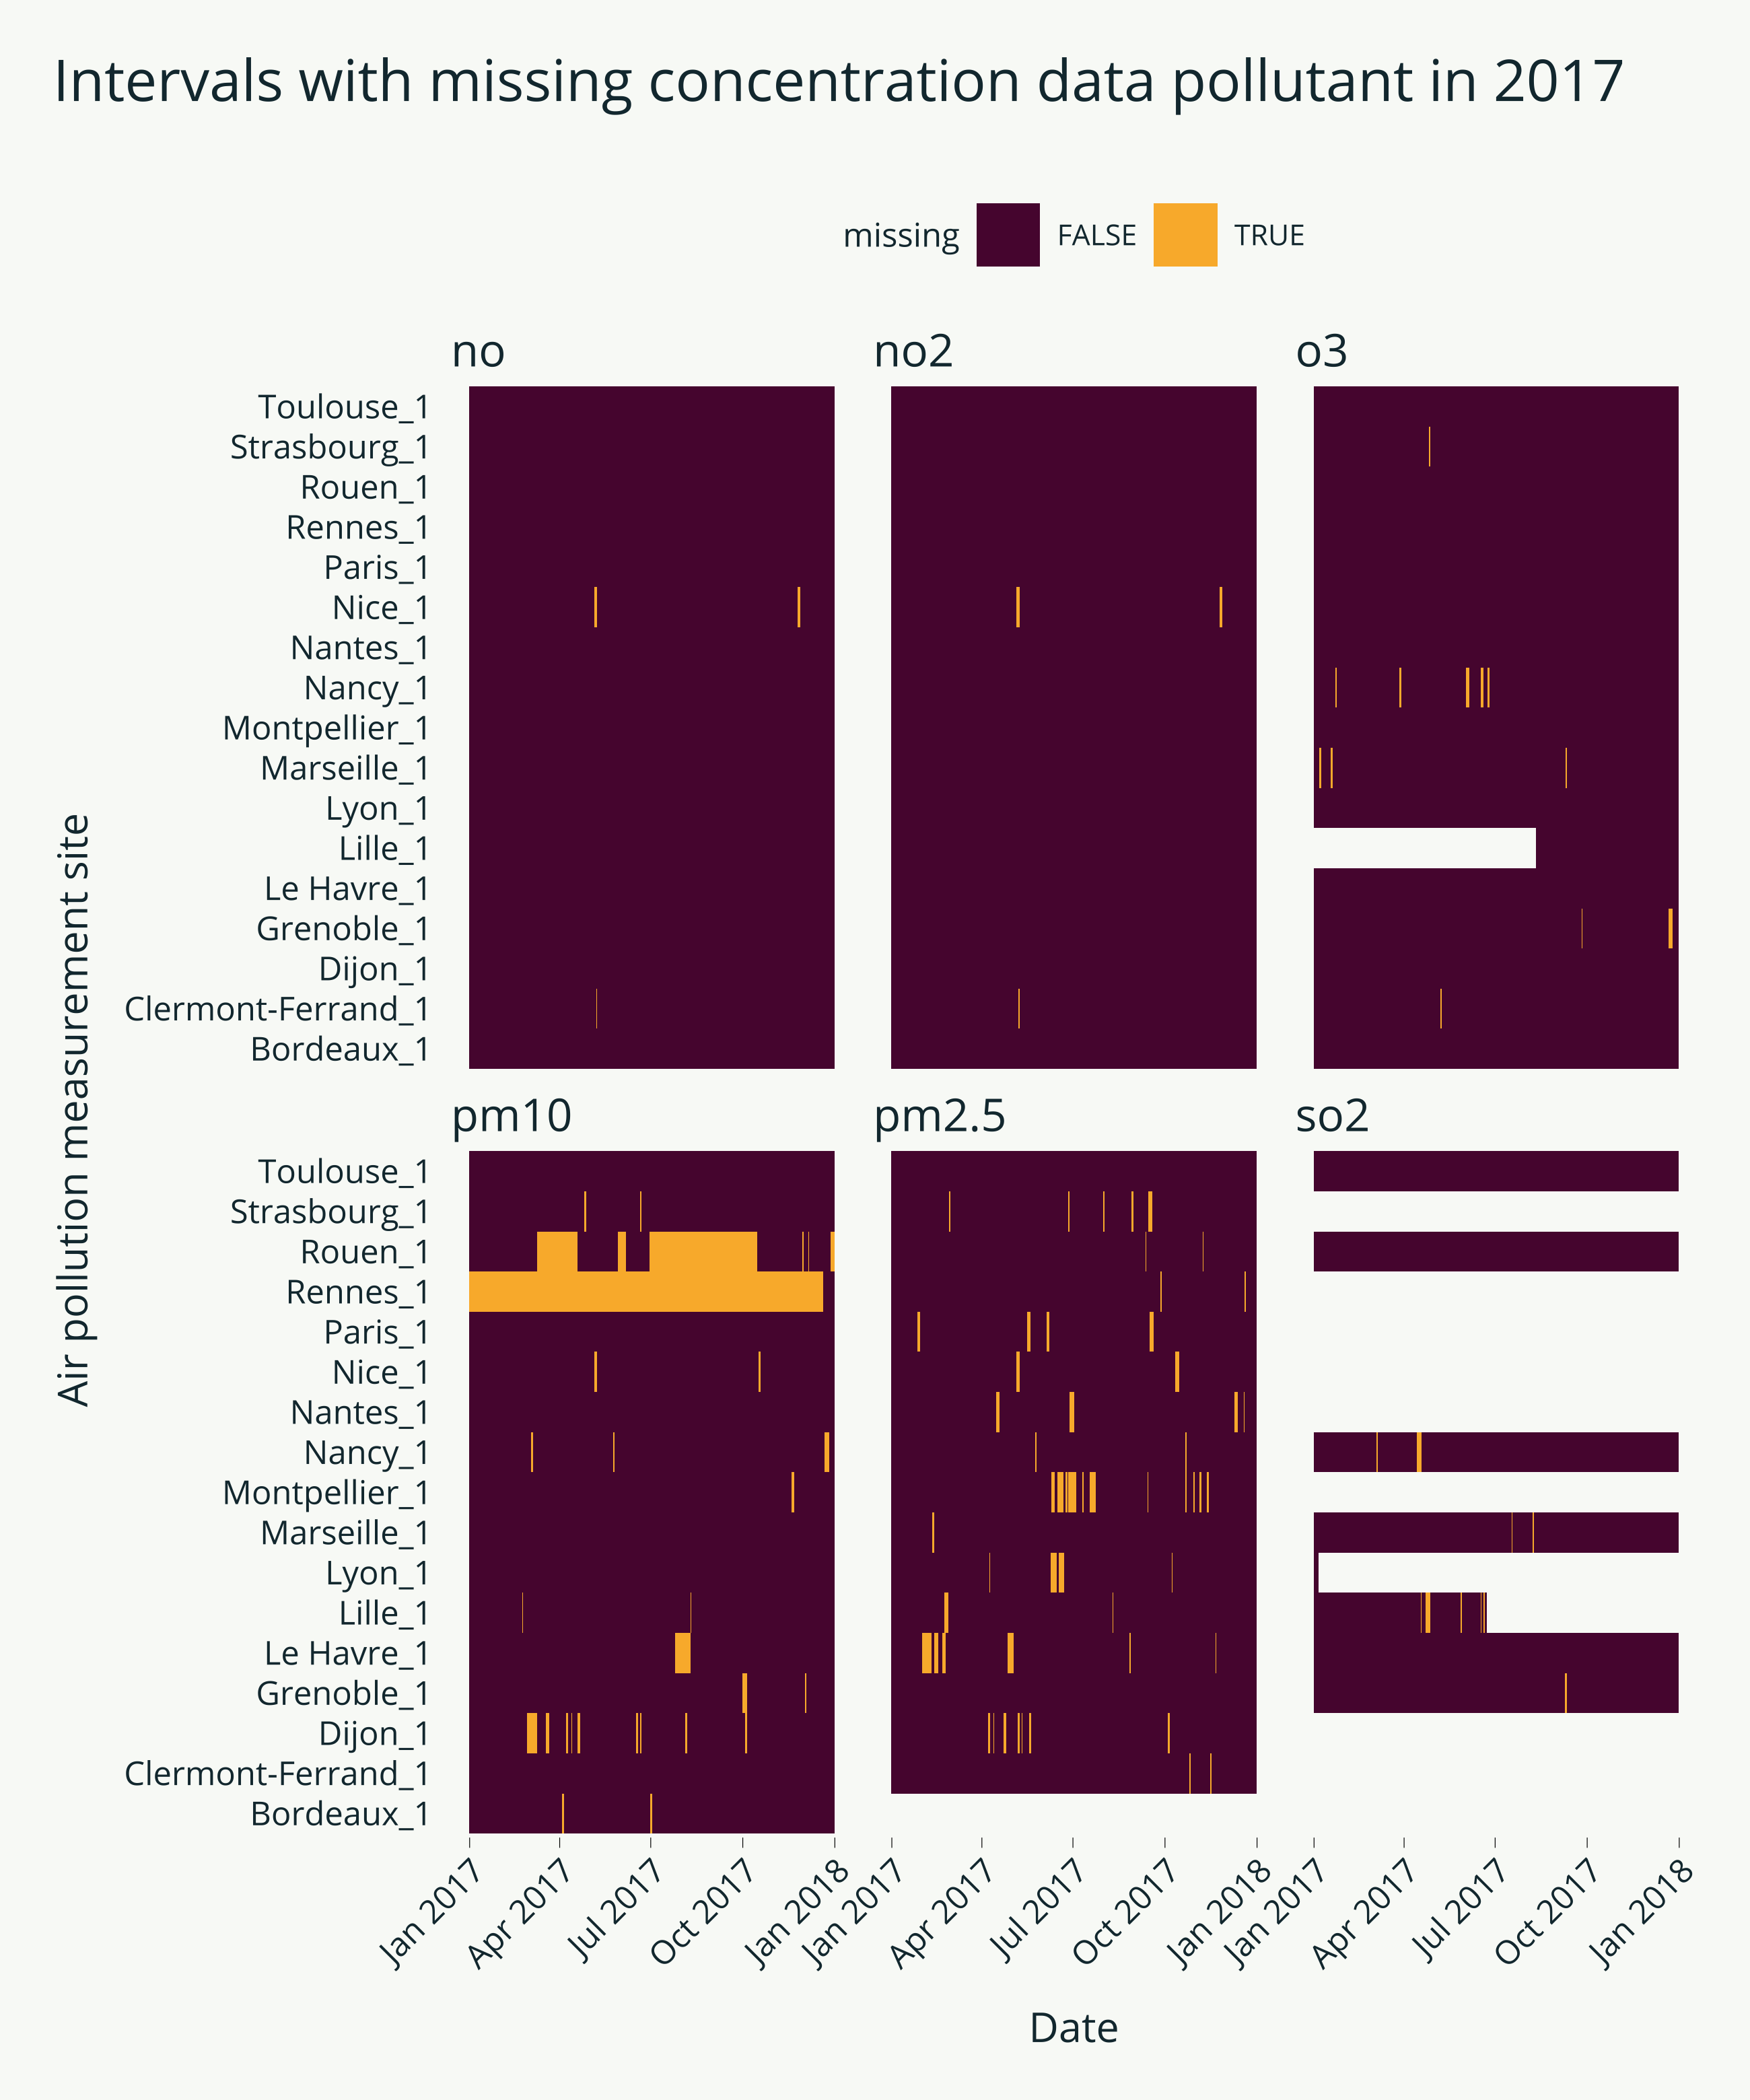 Intervals with missing concentration data pollutant in 2017
missing FALSE TRUE
no no2 o3
Toulouse_1
Strasbourg_1
Rouen_1
Rennes_1
Paris_1
Nice_1
Nantes_1
Nancy_1
Montpellier_1
Marseille_1
Lyon_1
Lille_1
Le Havre_1
Grenoble_1
Dijon_1
Clermont-Ferrand_1
Bordeaux_1
Air pollution measurement site
pm10 pm2.5 so2
Toulouse_1
Strasbourg_1
Rouen_1
Rennes_1
Paris_1
Nice_1
Nantes_1
Nancy_1
Montpellier_1
Marseille_1
Lyon_1
Lille_1
Le Havre_1
Grenoble_1
Dijon_1
Clermont-Ferrand_1
Bordeaux_1
Jan 2017 Apr 2017 Jul 2017 Oct 2017 Jan 2018 Jan 2017 Apr 2017 Jul 2017 Oct 2017 Jan 2018 Jan 2017 Apr 2017 Jul 2017 Oct 2017 Jan 2018
Date